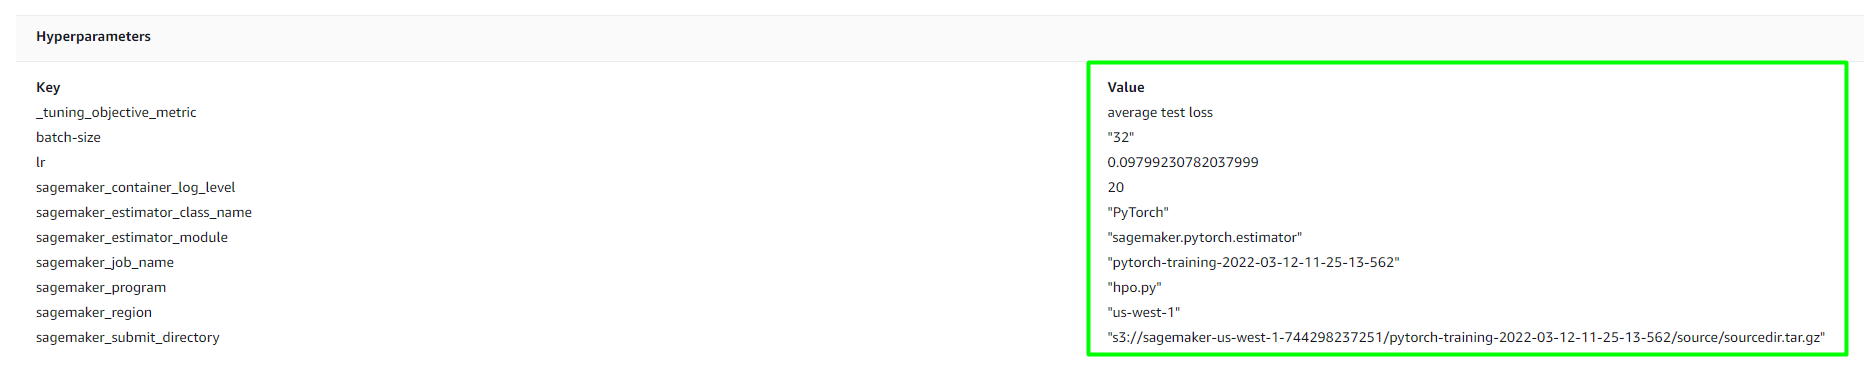 Hyperparameters
Key Value
_tuning_objective_metric average test loss
batch-size "32"
lr 0.09799230782037999
sagemaker_container_log_level 20
sagemaker_estimator_class_name "PyTorch"
sagemaker_estimator_module "sagemaker.pytorch.estimator"
sagemaker_job_name "pytorch-training-2022-03-12-11-25-13-562"
sagemaker_program "hpo.py"
sagemaker_region "us-west-1"
sagemaker_submit_directory "s3://sagemaker-us-west-1-744298237251/pytorch-training-2022-03-12-11-25-13-562/source/sourcedir.tar.gz"